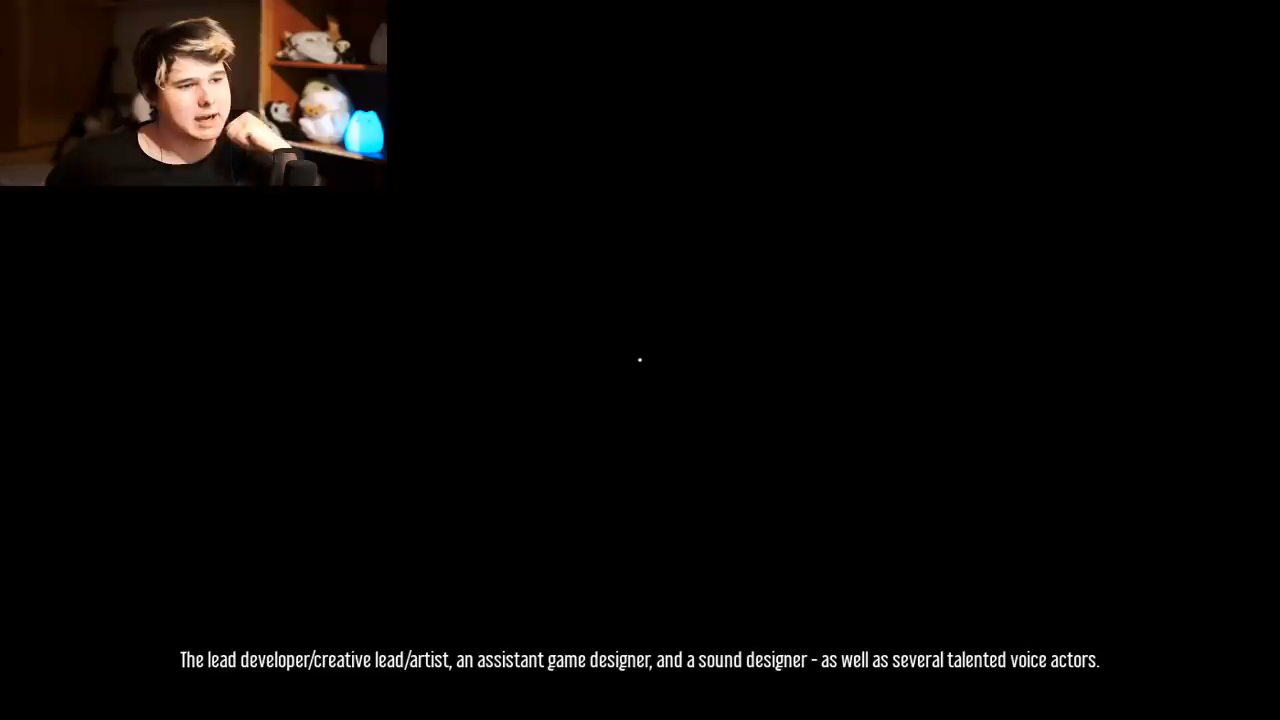 The lead developer/creative lead/artist, an assistant game designer, and a sound designer - as well as several talented voice actors.